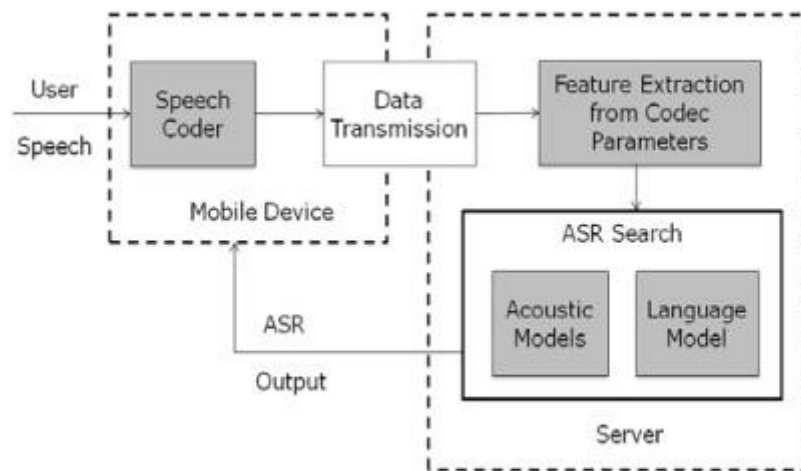 User
Speech
Speech
Coder
Data
Transmission
Feature Extraction
from Codec
Parameters
Mobile Device
ASR Search
Acoustic
Models
Language
Model
ASR
Output
Server